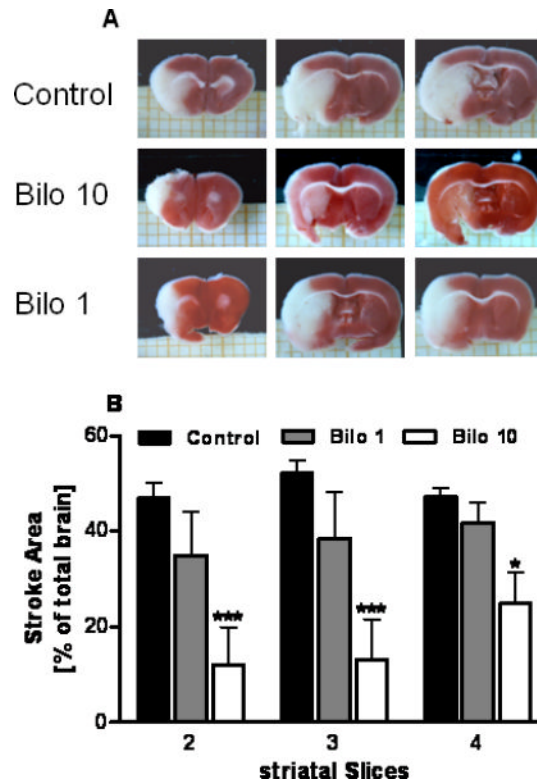 A
Control
Bilo 10
Bilo 1
B
Control Bilo 1 Bilo 10
Stroke Area
[% of total brain]
60
40
20
0
***
***
*
2 3 4
striatal Slices